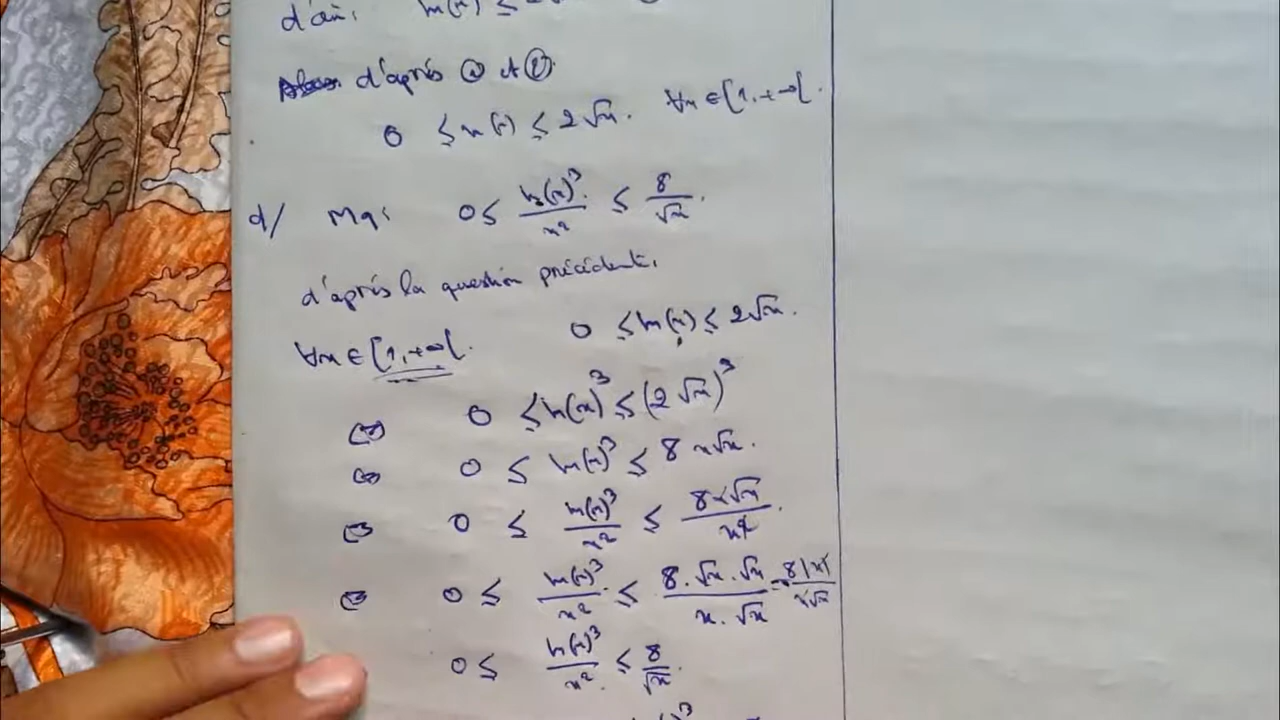 d'où: ln(x) ≤ 2√x
d'après ⓐ et ⓑ
0 ≤ ln(x) ≤ 2√x. ∀x ∈ [1,+∞[.
d/ Mq: 0 ≤ ln(x)³/x² ≤ 8/√x.
d'après la question précédente.
∀x ∈ [1,+∞[. 0 ≤ ln(x) ≤ 2√x.
⇔ 0 ≤ ln(x)³ ≤ (2√x)³
⇔ 0 ≤ ln(x)³ ≤ 8x√x.
⇔ 0 ≤ ln(x)³/x² ≤ 8x√x/x².
⇔ 0 ≤ ln(x)³/x² ≤ 8.√x.√x/x.√x = 8|x|/x√x
0 ≤ ln(x)³/x² ≤ 8/√x.